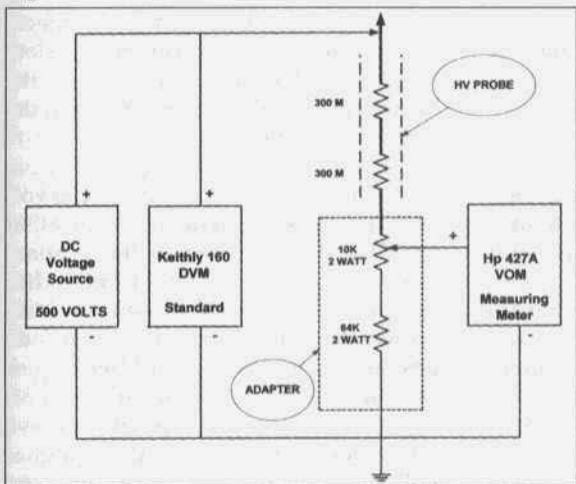 300 M
HV PROBE
300 M
+
DC
Voltage
Source
500 VOLTS
-
+
Keithly 160
DVM
Standard
-
10K
2 WATT
64K
2 WATT
ADAPTER
+
Hp 427A
VOM
Measuring
Meter
-